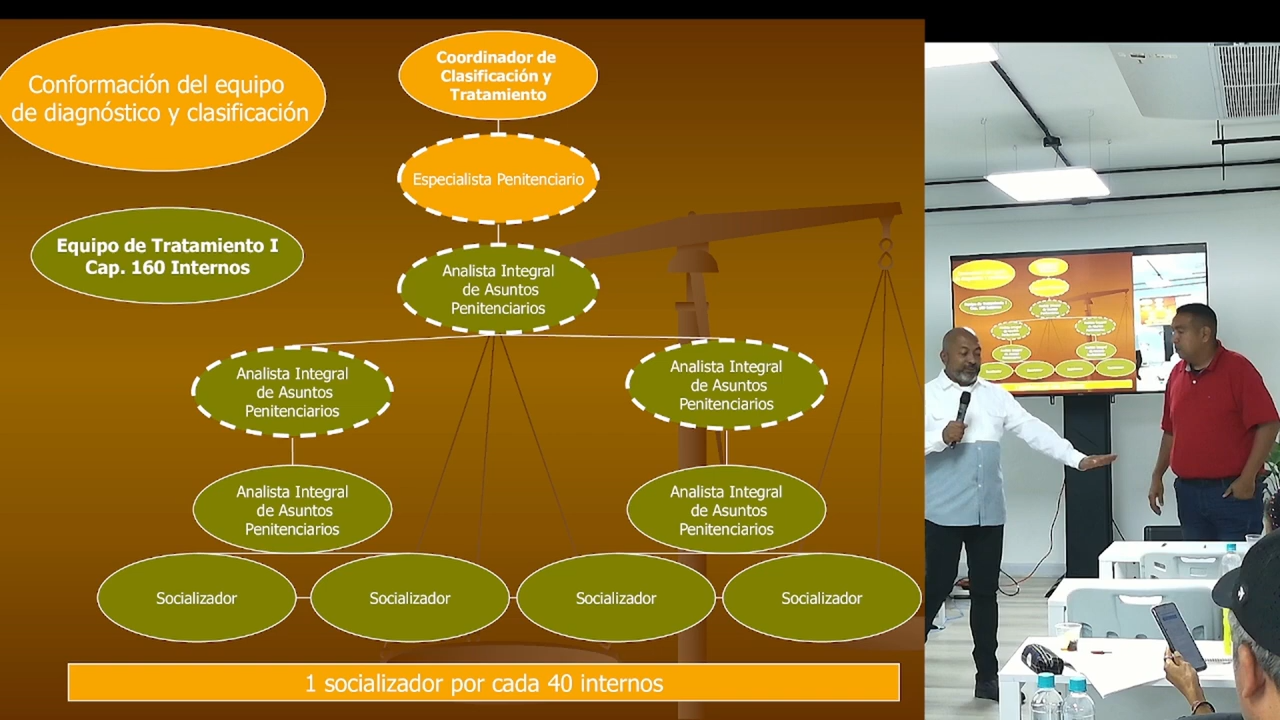 Conformación del equipo
de diagnóstico y clasificación
Coordinador de
Clasificación y
Tratamiento
Especialista Penitenciario
Equipo de Tratamiento I
Cap. 160 Internos
Analista Integral
de Asuntos
Penitenciarios
Analista Integral
de Asuntos
Penitenciarios
Analista Integral
de Asuntos
Penitenciarios
Analista Integral
de Asuntos
Penitenciarios
Analista Integral
de Asuntos
Penitenciarios
Socializador
Socializador
Socializador
Socializador
1 socializador por cada 40 internos